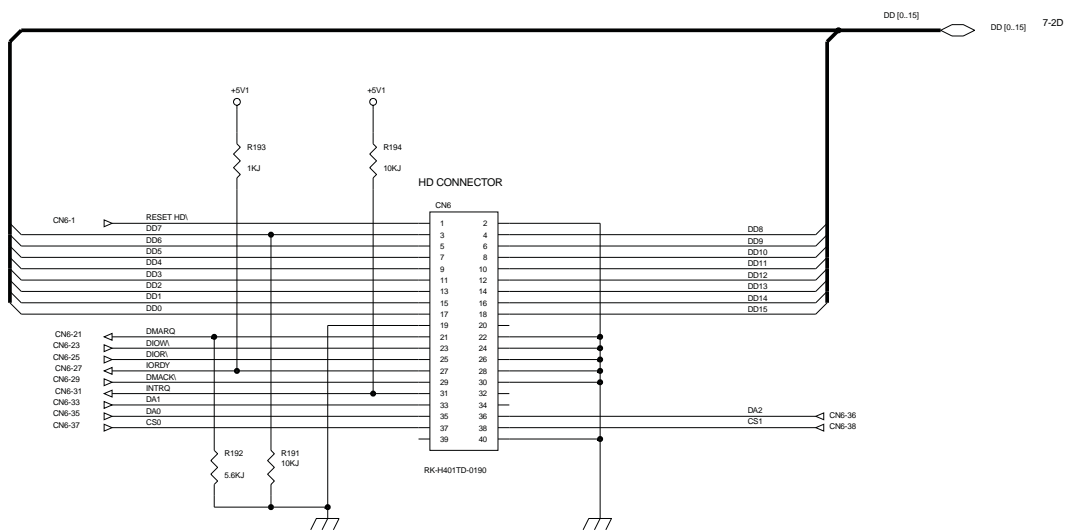 DD [0..15]
DD [0..15]
7-2D
+5V1
+5V1
R193
1KJ
R194
10KJ
HD CONNECTOR
CN6
CN6-1
RESET HD\
1
2
DD7
3
4
DD8
DD6
5
6
DD9
DD5
7
8
DD10
DD4
9
10
DD11
DD3
11
12
DD12
DD2
13
14
DD13
DD1
15
16
DD14
DD0
17
18
DD15
19
20
CN6-21
DMARQ
21
22
CN6-23
DIOW\
23
24
CN6-25
DIOR\
25
26
CN6-27
IORDY
27
28
CN6-29
DMACK\
29
30
CN6-31
INTRQ
31
32
CN6-33
DA1
33
34
CN6-35
DA0
35
36
DA2
CN6-36
CN6-37
CS0
37
38
CS1
CN6-38
39
40
R192
5.6KJ
R191
10KJ
RK-H401TD-0190